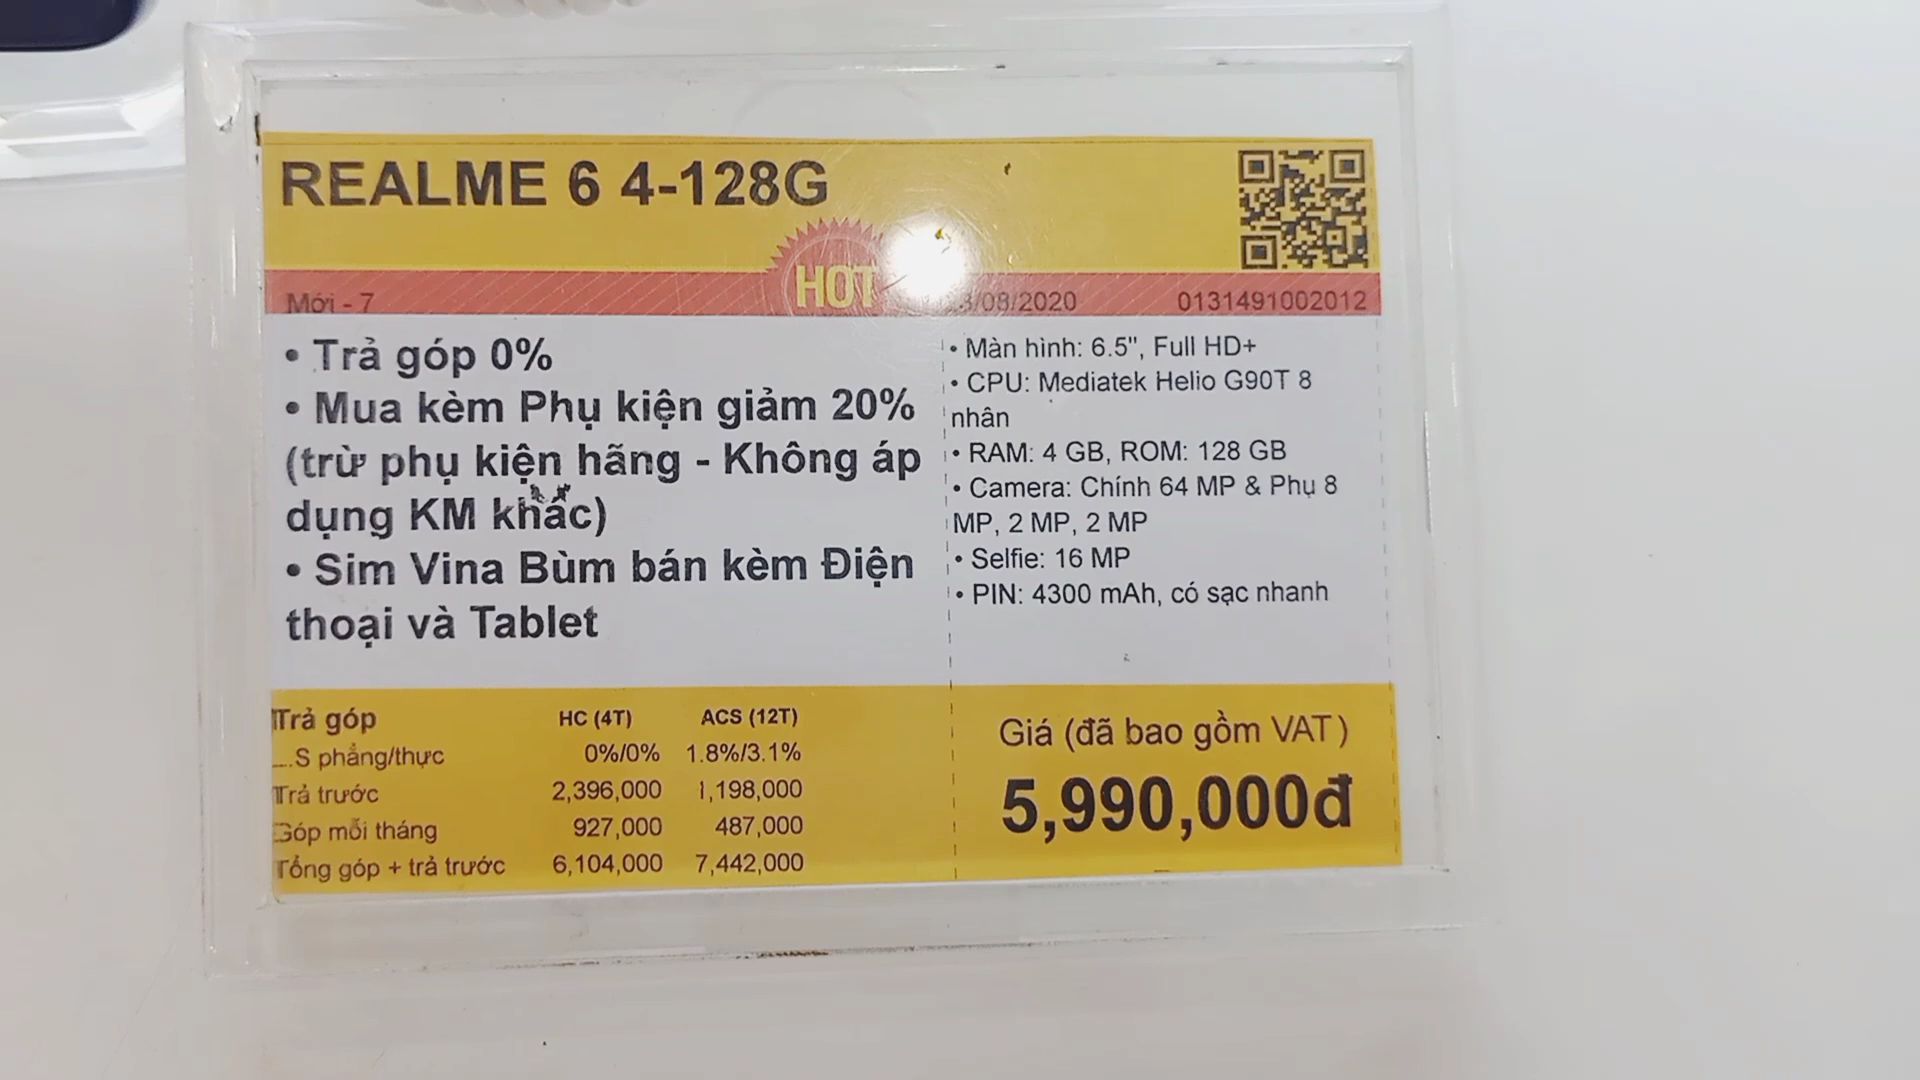 REALME 6 4-128G
HOT
Mới - 7
/08/2020
0131491002012
• Trả góp 0%
• Mua kèm Phụ kiện giảm 20%
(trừ phụ kiện hãng - Không áp
dụng KM khác)
• Sim Vina Bùm bán kèm Điện
thoại và Tablet
• Màn hình: 6.5", Full HD+
• CPU: Mediatek Helio G90T 8
nhân
• RAM: 4 GB, ROM: 128 GB
• Camera: Chính 64 MP & Phụ 8
MP, 2 MP, 2 MP
• Selfie: 16 MP
• PIN: 4300 mAh, có sạc nhanh
Trả góp HC (4T) ACS (12T)
phẳng/thực 0%/0% 1.8%/3.1%
Trả trước 2,396,000 1,198,000
Góp mỗi tháng 927,000 487,000
Tổng góp + trả trước 6,104,000 7,442,000
Giá (đã bao gồm VAT)
5,990,000đ